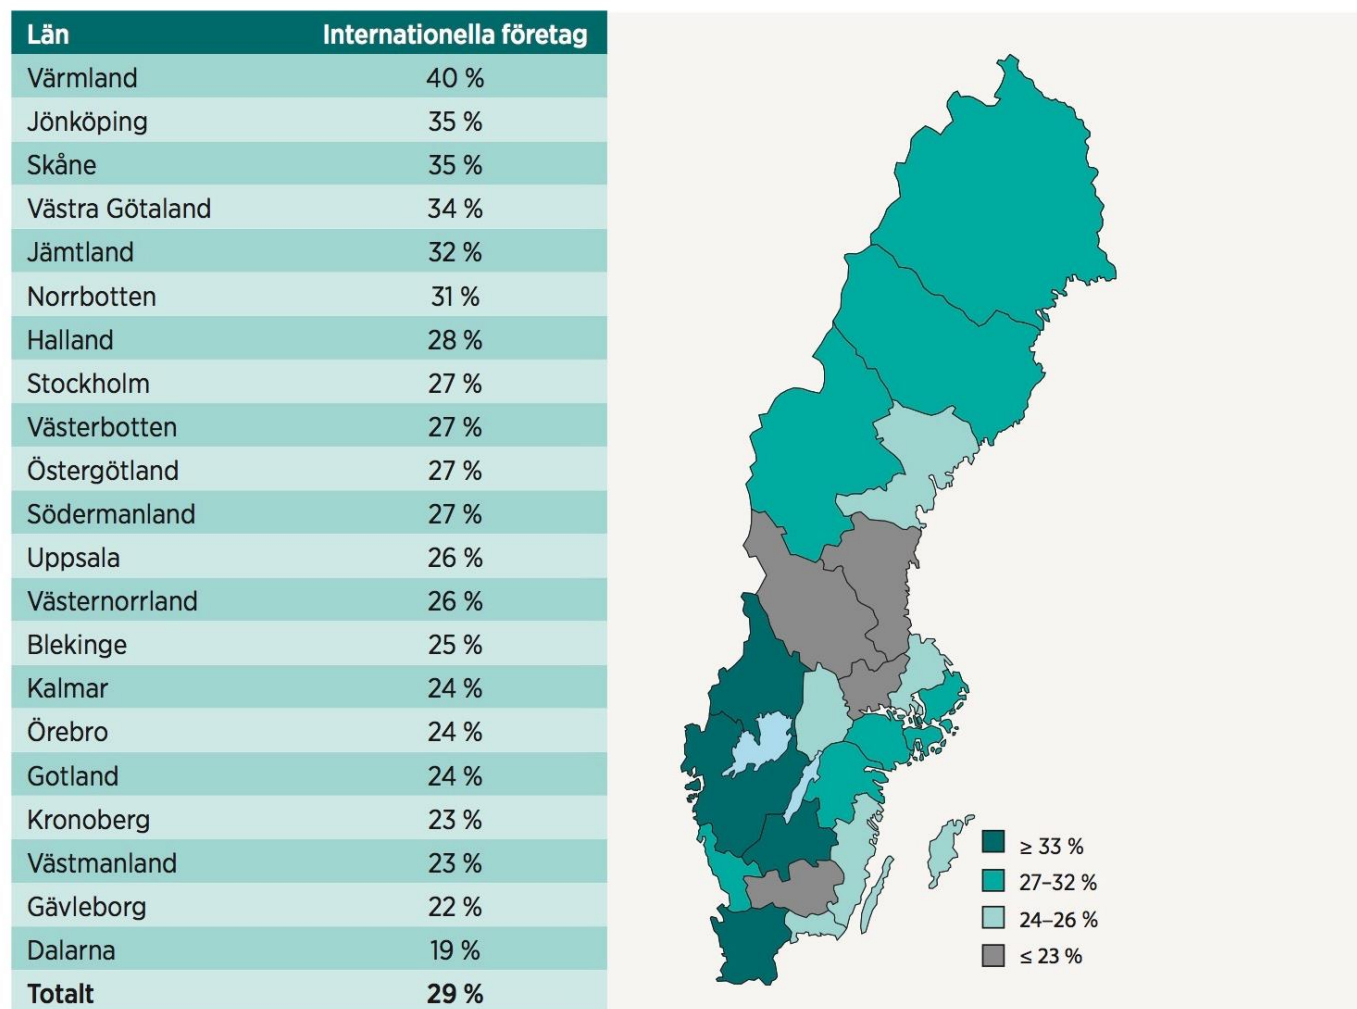 Län Internationella företag
Värmland 40 %
Jönköping 35 %
Skåne 35 %
Västra Götaland 34 %
Jämtland 32 %
Norrbotten 31 %
Halland 28 %
Stockholm 27 %
Västerbotten 27 %
Östergötland 27 %
Södermanland 27 %
Uppsala 26 %
Västernorrland 26 %
Blekinge 25 %
Kalmar 24 %
Örebro 24 %
Gotland 24 %
Kronoberg 23 %
Västmanland 23 %
Gävleborg 22 %
Dalarna 19 %
Totalt 29 %
≥ 33 %
27–32 %
24–26 %
≤ 23 %